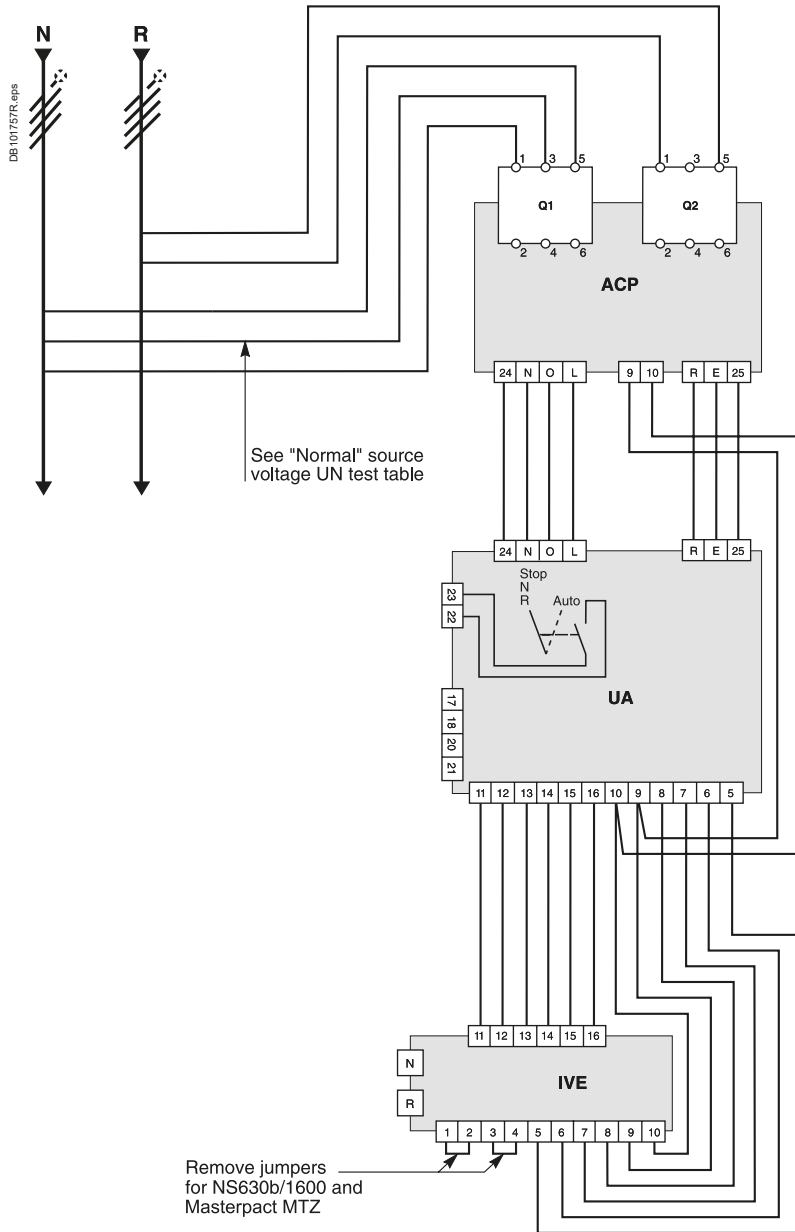 N R
DB101757R.eps
1 3 5 1 3 5
Q1 Q2
2 4 6 2 4 6
ACP
24 N O L 9 10 R E 25
See "Normal" source
voltage UN test table
24 N O L R E 25
Stop
N
R Auto
23
22
UA
17
18
20
21
11 12 13 14 15 16 10 9 8 7 6 5
11 12 13 14 15 16
N
IVE
R
1 2 3 4 5 6 7 8 9 10
Remove jumpers
for NS630b/1600 and
Masterpact MTZ